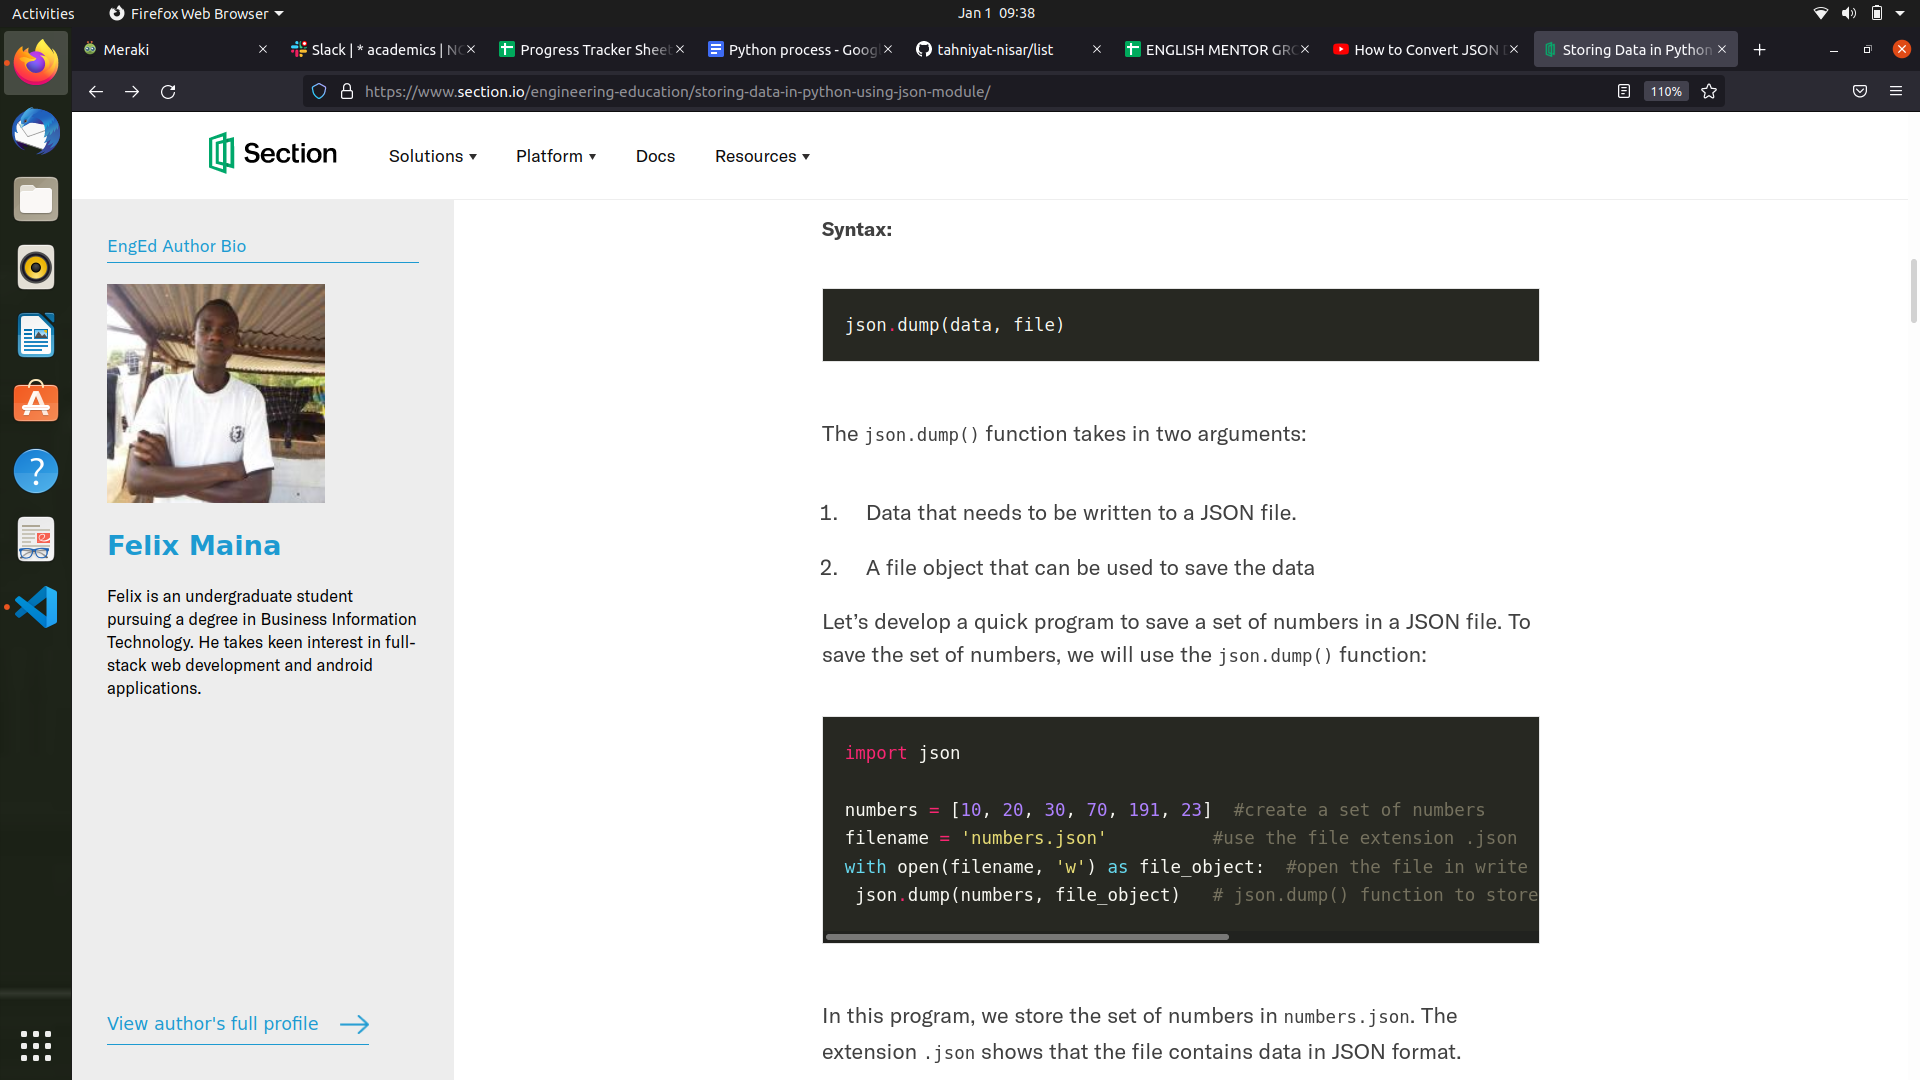 Activities
Firefox Web Browser
Jan 1 09:38
Meraki
Slack | * academics | NG
Progress Tracker Sheet
Python process - Goog
tahniyat-nisar/list
ENGLISH MENTOR GRO
How to Convert JSON D
Storing Data in Python
https://www.section.io/engineering-education/storing-data-in-python-using-json-module/
110%
Section
Solutions
Platform
Docs
Resources
EngEd Author Bio
Felix Maina
Felix is an undergraduate student
pursuing a degree in Business Information
Technology. He takes keen interest in full-
stack web development and android
applications.
View author's full profile
Syntax:
json.dump(data, file)
The json.dump() function takes in two arguments:
1. Data that needs to be written to a JSON file.
2. A file object that can be used to save the data
Let’s develop a quick program to save a set of numbers in a JSON file. To
save the set of numbers, we will use the json.dump() function:
import json
numbers = [10, 20, 30, 70, 191, 23]  #create a set of numbers
filename = 'numbers.json'          #use the file extension .json
with open(filename, 'w') as file_object:  #open the file in write
 json.dump(numbers, file_object)   # json.dump() function to store
In this program, we store the set of numbers in numbers.json. The
extension .json shows that the file contains data in JSON format.